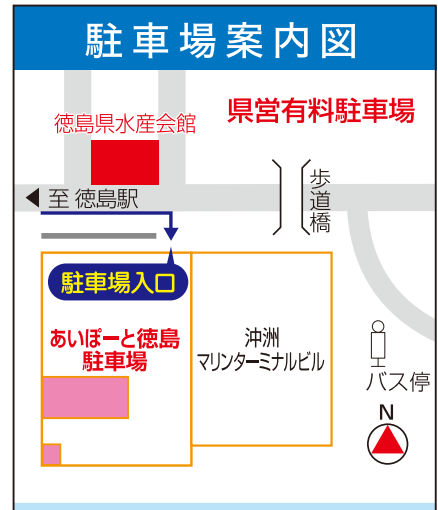 駐車場案内図
県営有料駐車場
徳島県水産会館
至 徳島駅
歩道橋
駐車場入口
あいぽーと徳島
駐車場
沖洲
マリンターミナルビル
バス停
N